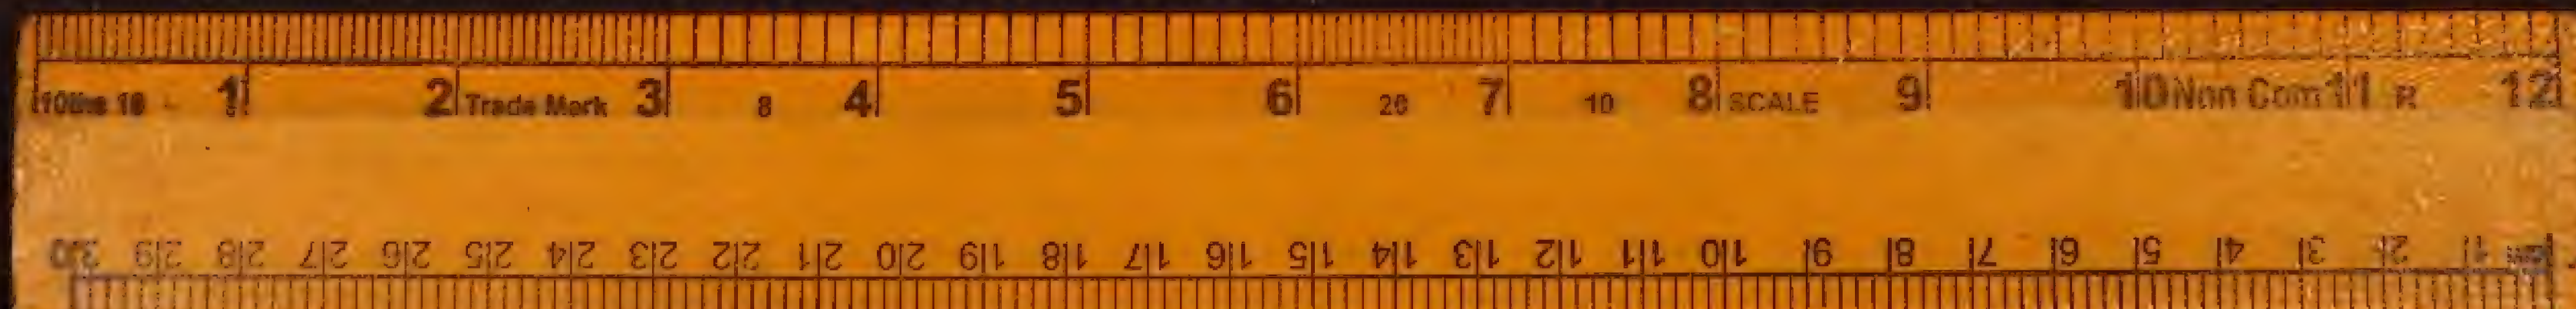 10ths 16 1 2 Trade Mark 3 8 4 5 6 20 7 10 8 SCALE 9 10 Non Com 11 R 12
30 29 28 27 26 25 24 23 22 21 20 19 18 17 16 15 14 13 12 11 10 9 8 7 6 5 4 3 2 1 cm